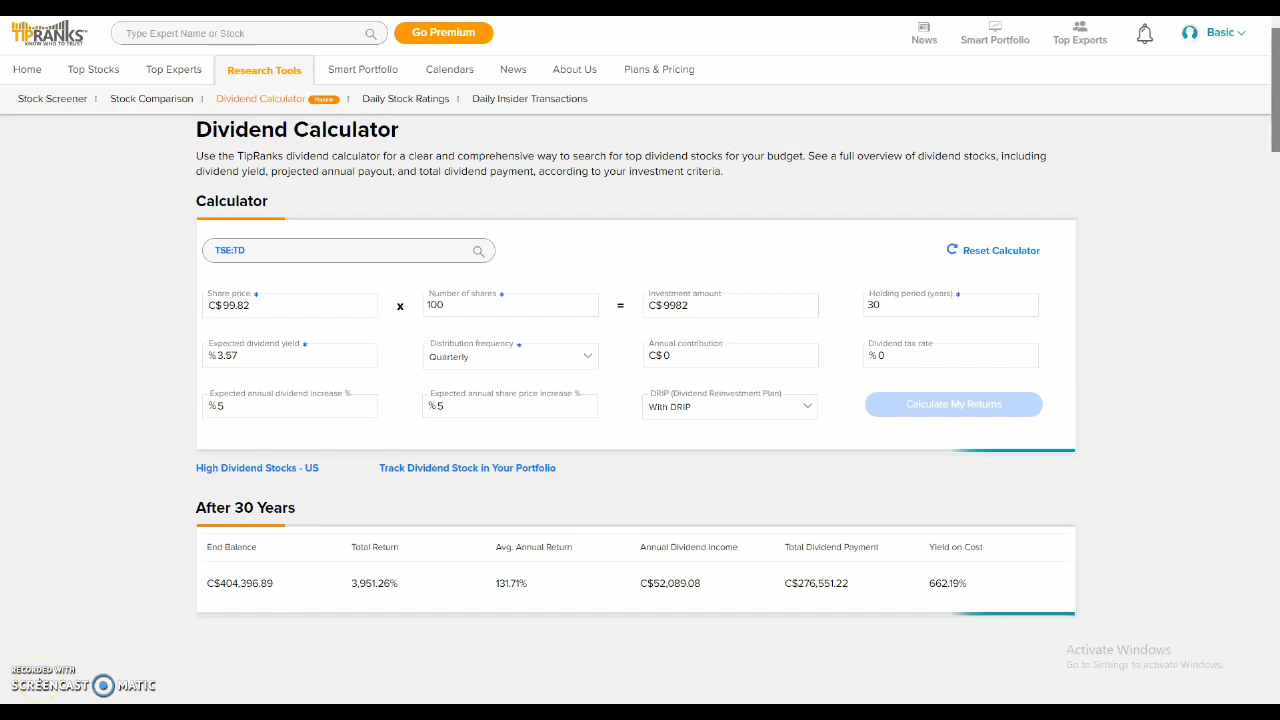 TIPRANKS
KNOW WHO TO TRUST
Type Expert Name or Stock
Go Premium
News
Smart Portfolio
Top Experts
Basic
Home
Top Stocks
Top Experts
Research Tools
Smart Portfolio
Calendars
News
About Us
Plans & Pricing
Stock Screener
Stock Comparison
Dividend Calculator
Popular
Daily Stock Ratings
Daily Insider Transactions
Dividend Calculator
Use the TipRanks dividend calculator for a clear and comprehensive way to search for top dividend stocks for your budget. See a full overview of dividend stocks, including
dividend yield, projected annual payout, and total dividend payment, according to your investment criteria.
Calculator
TSE:TD
Reset Calculator
Share price *
C$ 99.82
x
Number of shares *
100
=
Investment amount
C$ 9982
Holding period (years) *
30
Expected dividend yield *
% 3.57
Distribution frequency *
Quarterly
Annual contribution
C$ 0
Dividend tax rate
% 0
Expected annual dividend increase %
% 5
Expected annual share price increase %
% 5
DRIP (Dividend Reinvestment Plan)
With DRIP
Calculate My Returns
High Dividend Stocks - US
Track Dividend Stock in Your Portfolio
After 30 Years
End Balance Total Return Avg. Annual Return Annual Dividend Income Total Dividend Payment Yield on Cost
C$404,396.89 3,951.26% 131.71% C$52,089.08 C$276,551.22 662.19%
Activate Windows
Go to Settings to activate Windows.
RECORDED WITH
SCREENCAST MATIC